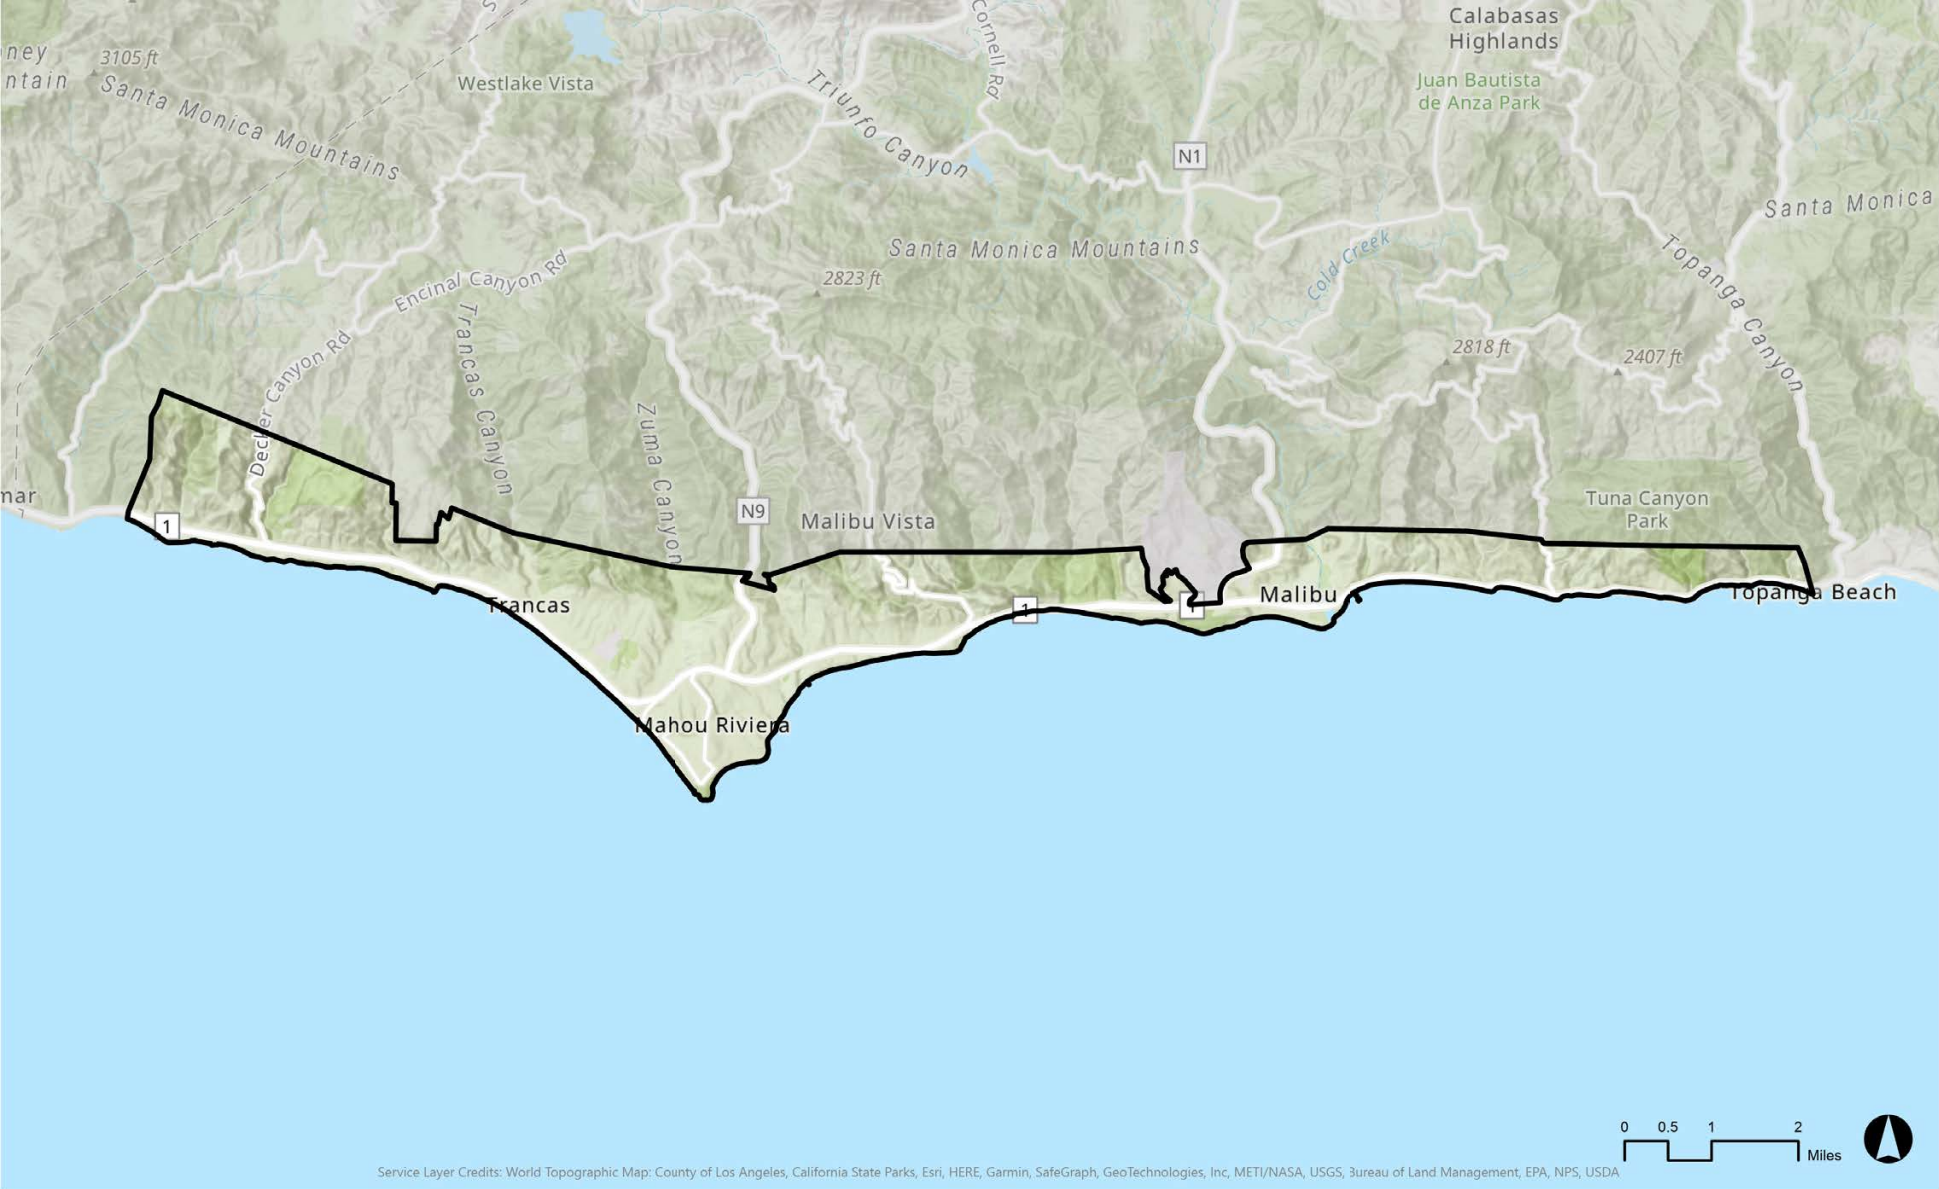 Calabasas
Highlands
Cornell Rd
3105 ft
Westlake Vista
Juan Bautista
de Anza Park
Santa Monica Mountains
Triunfo Canyon
N1
Santa Monica
Santa Monica Mountains
Cold Creek
Topanga Canyon
Encinal Canyon Rd
2823 ft
Trancas Canyon
Decker Canyon Rd
2818 ft
2407 ft
Zuma Canyon
Tuna Canyon
Park
N9
Malibu Vista
1
Trancas
1
1
Malibu
Topanga Beach
Mahou Riviera
0 0.5 1 2
Miles
Service Layer Credits: World Topographic Map: County of Los Angeles, California State Parks, Esri, HERE, Garmin, SafeGraph, GeoTechnologies, Inc, METI/NASA, USGS, Bureau of Land Management, EPA, NPS, USDA